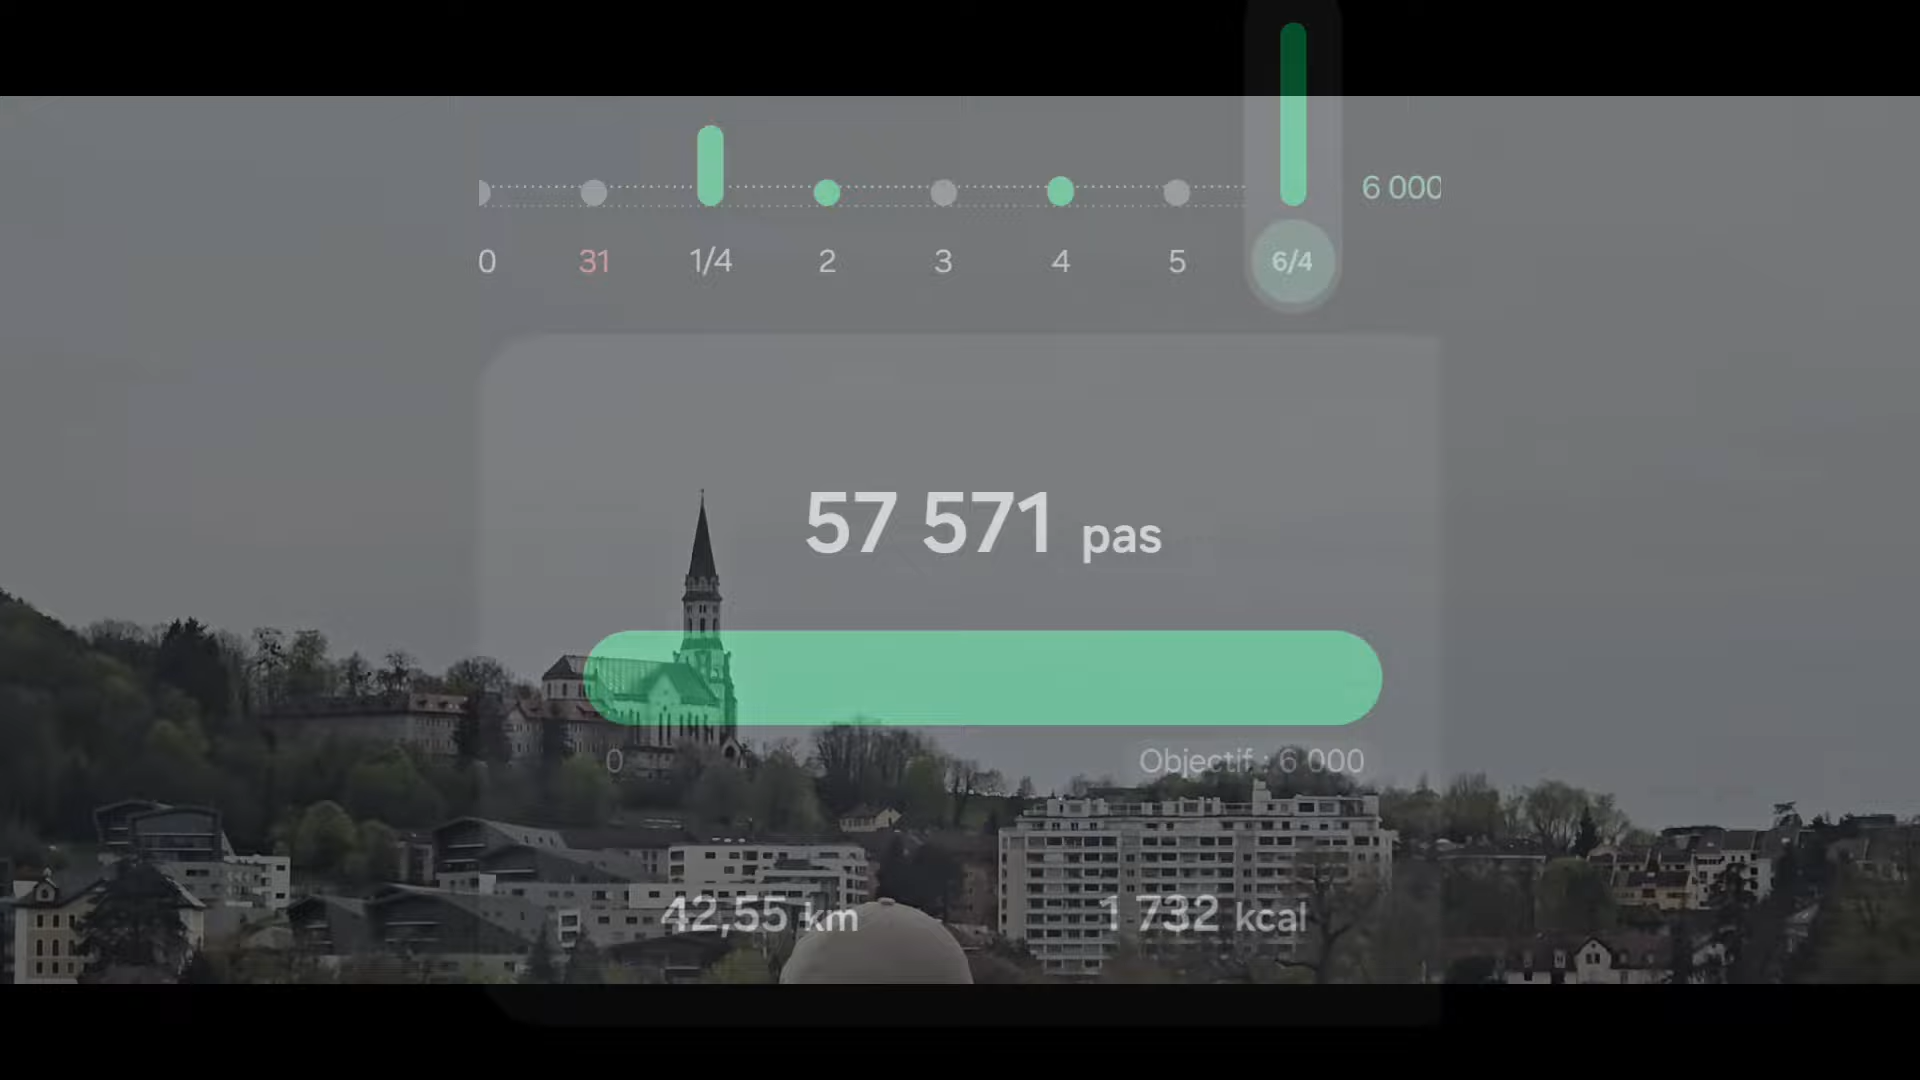 6 000
0 31 1/4 2 3 4 5 6/4
57 571 pas
0 Objectif : 6 000
42,55 km 1 732 kcal